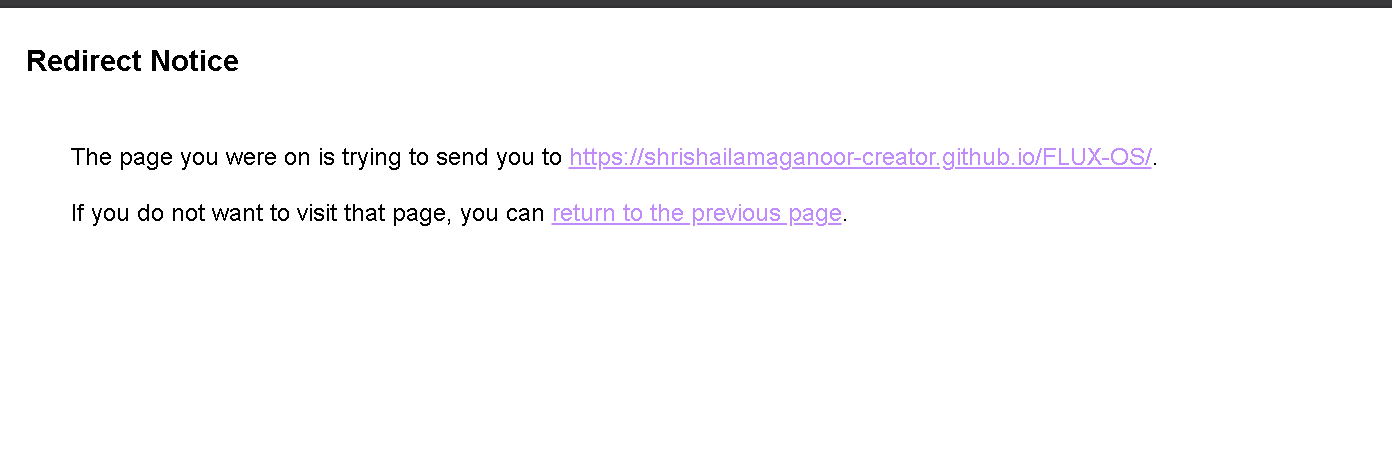 Redirect Notice
The page you were on is trying to send you to https://shrishailamaganoor-creator.github.io/FLUX-OS/.
If you do not want to visit that page, you can return to the previous page.